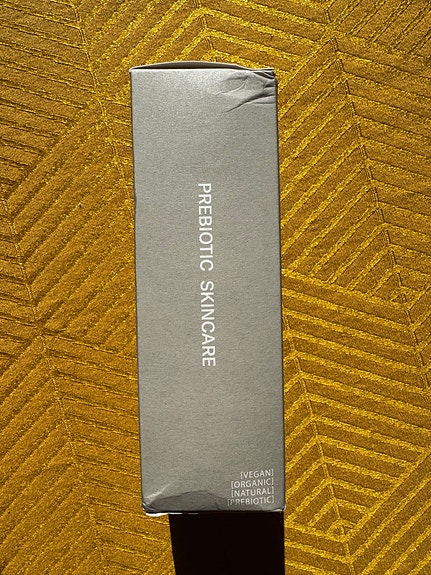 PREBIOTIC SKINCARE
[VEGAN]
[ORGANIC]
[NATURAL]
[PREBIOTIC]